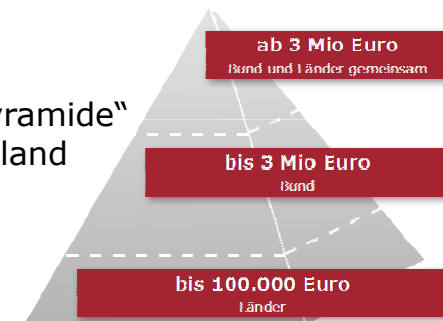 ab 3 Mio Euro
Bund und Länder gemeinsam
yramide“
land
bis 3 Mio Euro
Bund
bis 100.000 Euro
Länder